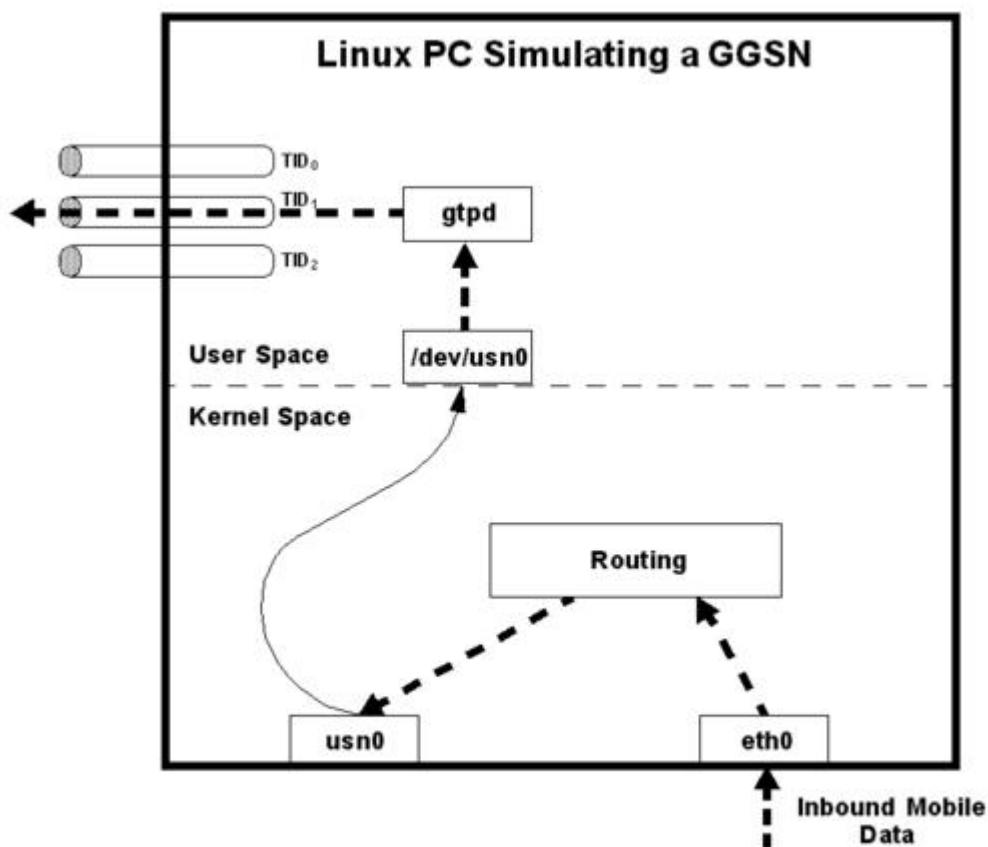 Linux PC Simulating a GGSN
TID0
TID1
TID2
gtpd
/dev/usn0
User Space
Kernel Space
Routing
usn0
eth0
Inbound Mobile
Data